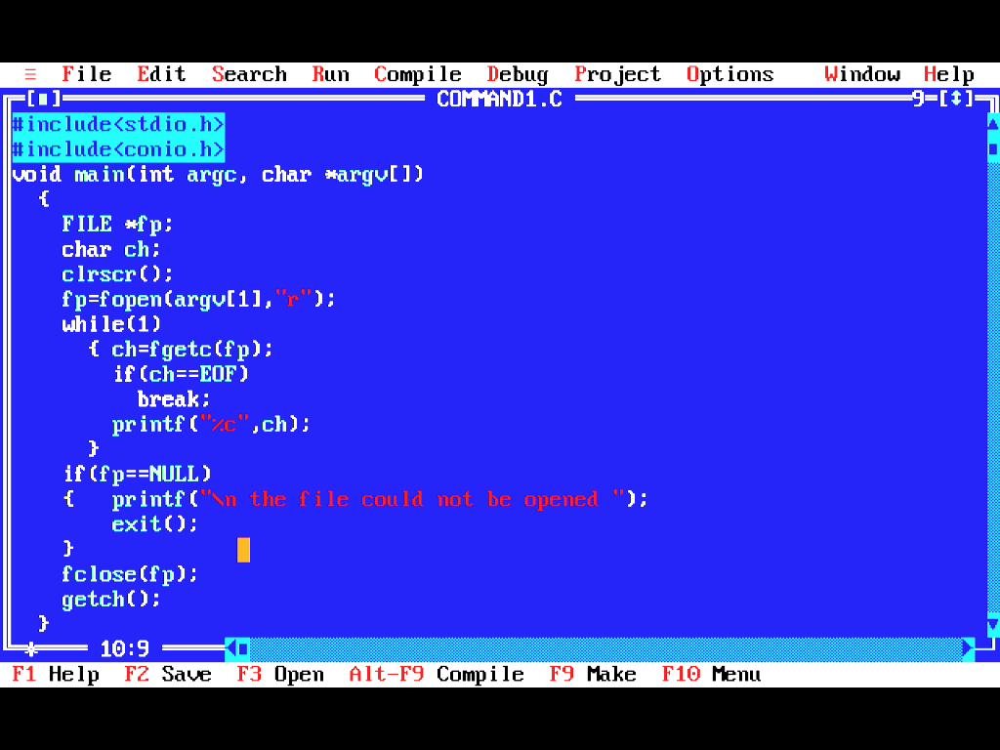 ≡ File Edit Search Run Compile Debug Project Options Window Help
[■] COMMAND1.C 9=[↕]
#include<stdio.h>
#include<conio.h>
void main(int argc, char *argv[])
{
FILE *fp;
char ch;
clrscr();
fp=fopen(argv[1],"r");
while(1)
{ ch=fgetc(fp);
if(ch==EOF)
break;
printf("%c",ch);
}
if(fp==NULL)
{ printf("\n the file could not be opened ");
exit();
}
fclose(fp);
getch();
}
* 10:9
F1 Help F2 Save F3 Open Alt-F9 Compile F9 Make F10 Menu